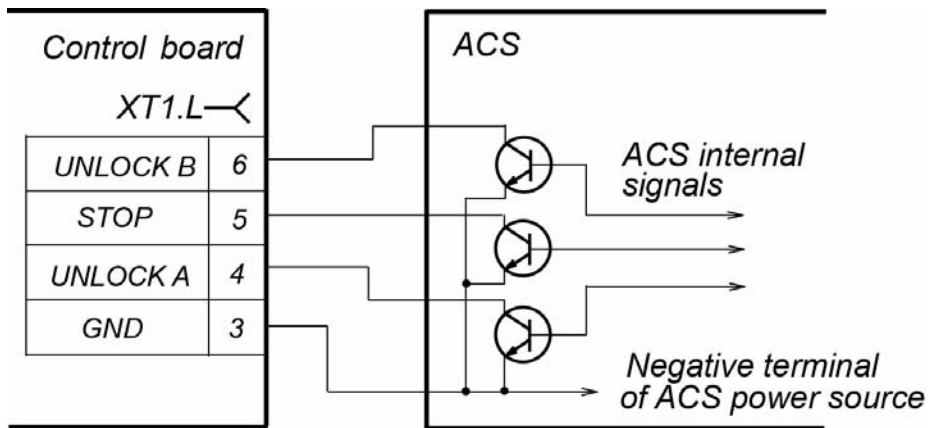 Control board
XT1.L
UNLOCK B 6
STOP 5
UNLOCK A 4
GND 3
ACS
ACS internal
signals
Negative terminal
of ACS power source